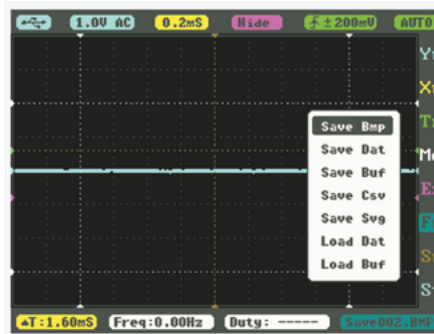 1.0V AC 0.2mS Hide ±200mV AUTO
Save Bmp
Save Dat
Save Buf
Save Csv
Save Svg
Load Dat
Load Buf
▲T:1.60mS Freq:0.00Hz Duty: ----- Save002.BMP